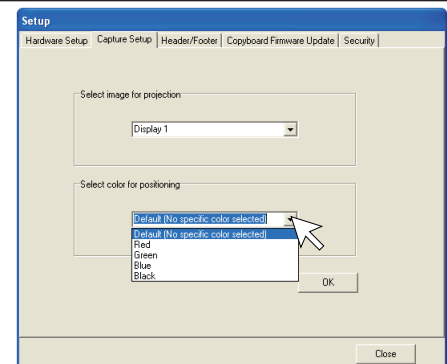 Setup
Hardware Setup Capture Setup Header/Footer Copyboard Firmware Update Security
Select image for projection
Display 1
Select color for positioning
Default (No specific color selected)
Default (No specific color selected)
Red
Green
Blue
Black
OK
Close